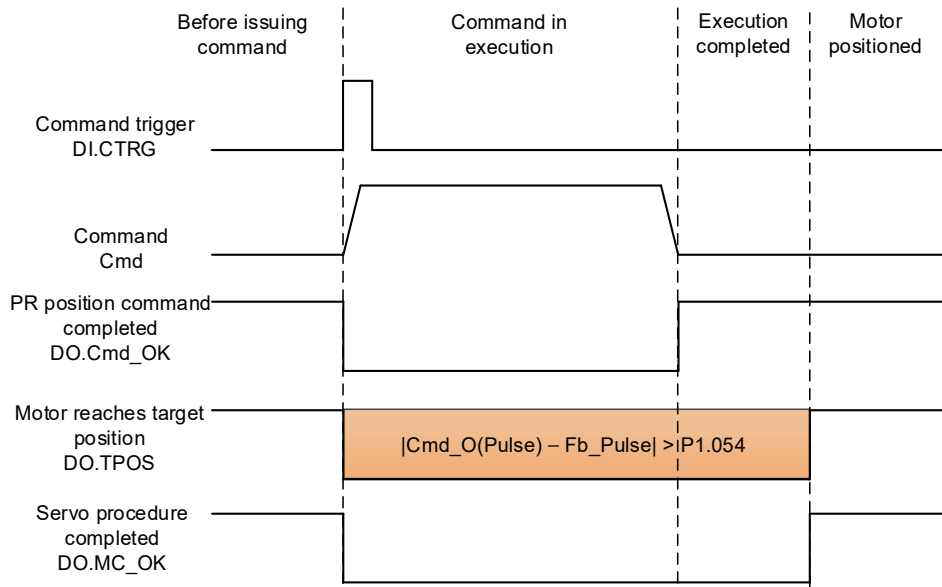 Before issuing
command
Command in
execution
Execution
completed
Motor
positioned
Command trigger
DI.CTRG
Command
Cmd
PR position command
completed
DO.Cmd_OK
Motor reaches target
position
DO.TPOS
|Cmd_O(Pulse) – Fb_Pulse| > P1.054
Servo procedure
completed
DO.MC_OK